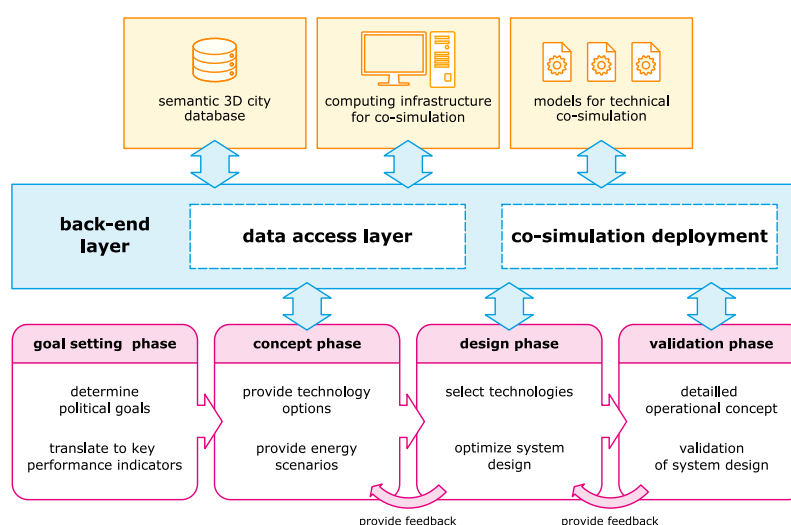 semantic 3D city
database
computing infrastructure
for co-simulation
models for technical
co-simulation
back-end
layer
data access layer
co-simulation deployment
goal setting phase
determine
political goals
translate to key
performance indicators
concept phase
provide technology
options
provide energy
scenarios
design phase
select technologies
optimize system
design
validation phase
detailled
operational concept
validation
of system design
provide feedback
provide feedback